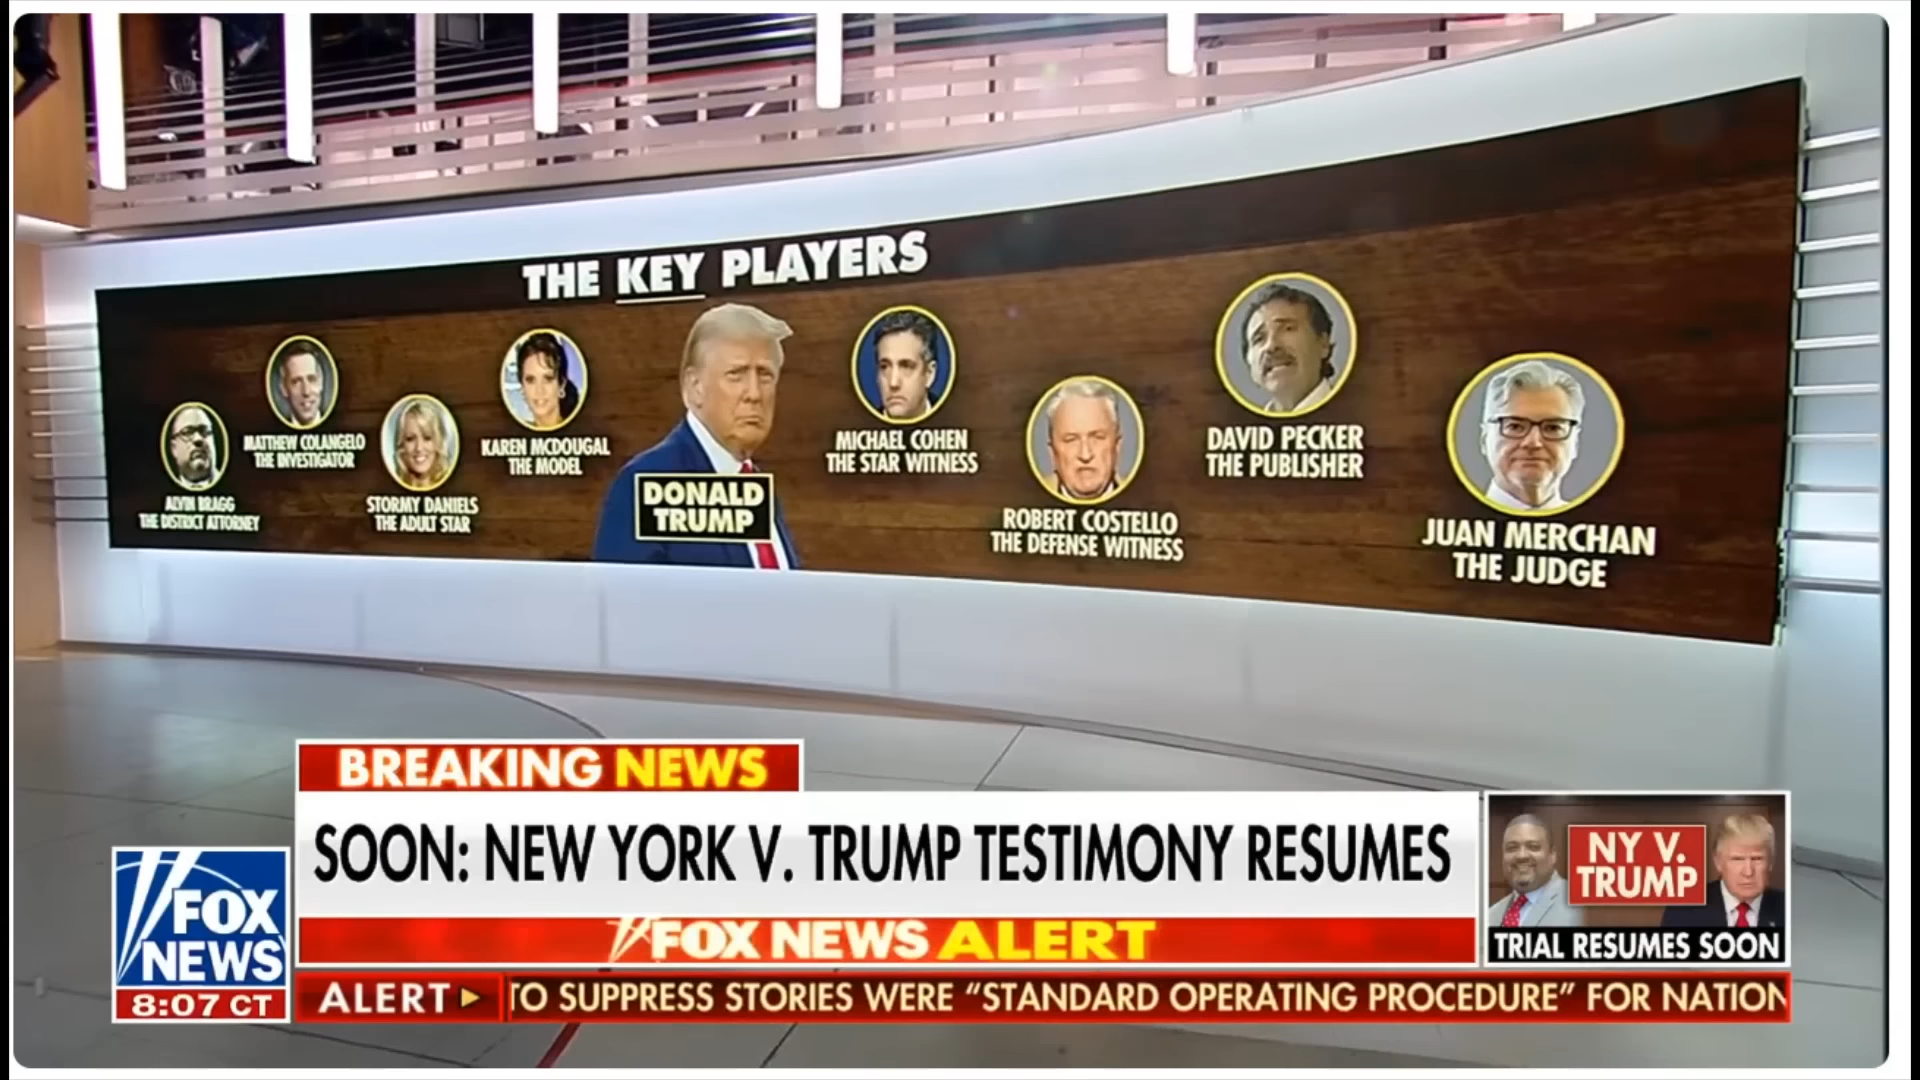 THE KEY PLAYERS
ALVIN BRAGG
THE DISTRICT ATTORNEY
MATTHEW COLANGELO
THE INVESTIGATOR
STORMY DANIELS
THE ADULT STAR
KAREN MCDOUGAL
THE MODEL
DONALD
TRUMP
MICHAEL COHEN
THE STAR WITNESS
ROBERT COSTELLO
THE DEFENSE WITNESS
DAVID PECKER
THE PUBLISHER
JUAN MERCHAN
THE JUDGE
BREAKING NEWS
SOON: NEW YORK V. TRUMP TESTIMONY RESUMES
FOX NEWS ALERT
NY V.
TRUMP
TRIAL RESUMES SOON
FOX
NEWS
8:07 CT
ALERT
TO SUPPRESS STORIES WERE “STANDARD OPERATING PROCEDURE” FOR NATION